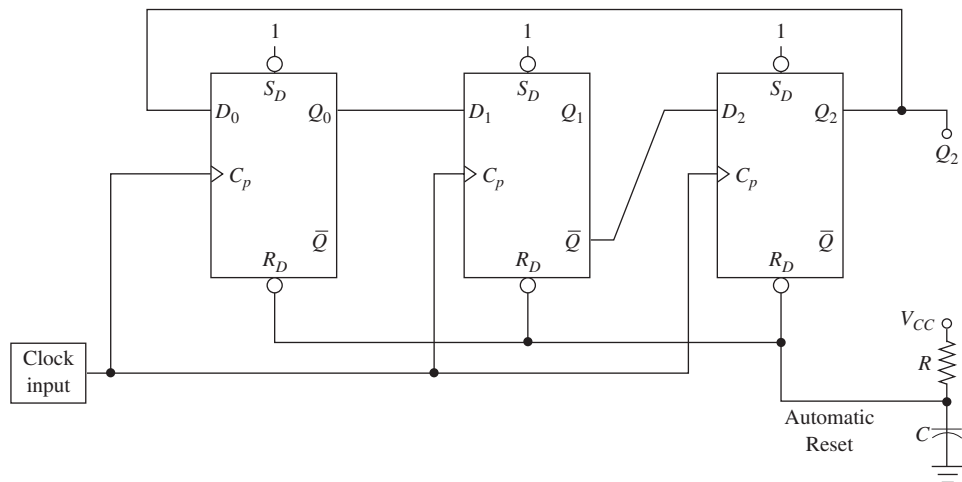 1
1
1
S_D
S_D
S_D
D_0
Q_0
D_1
Q_1
D_2
Q_2
Q_2
C_p
C_p
C_p
Q̅
Q̅
Q̅
R_D
R_D
R_D
V_CC
R
Clock
input
Automatic
Reset
C